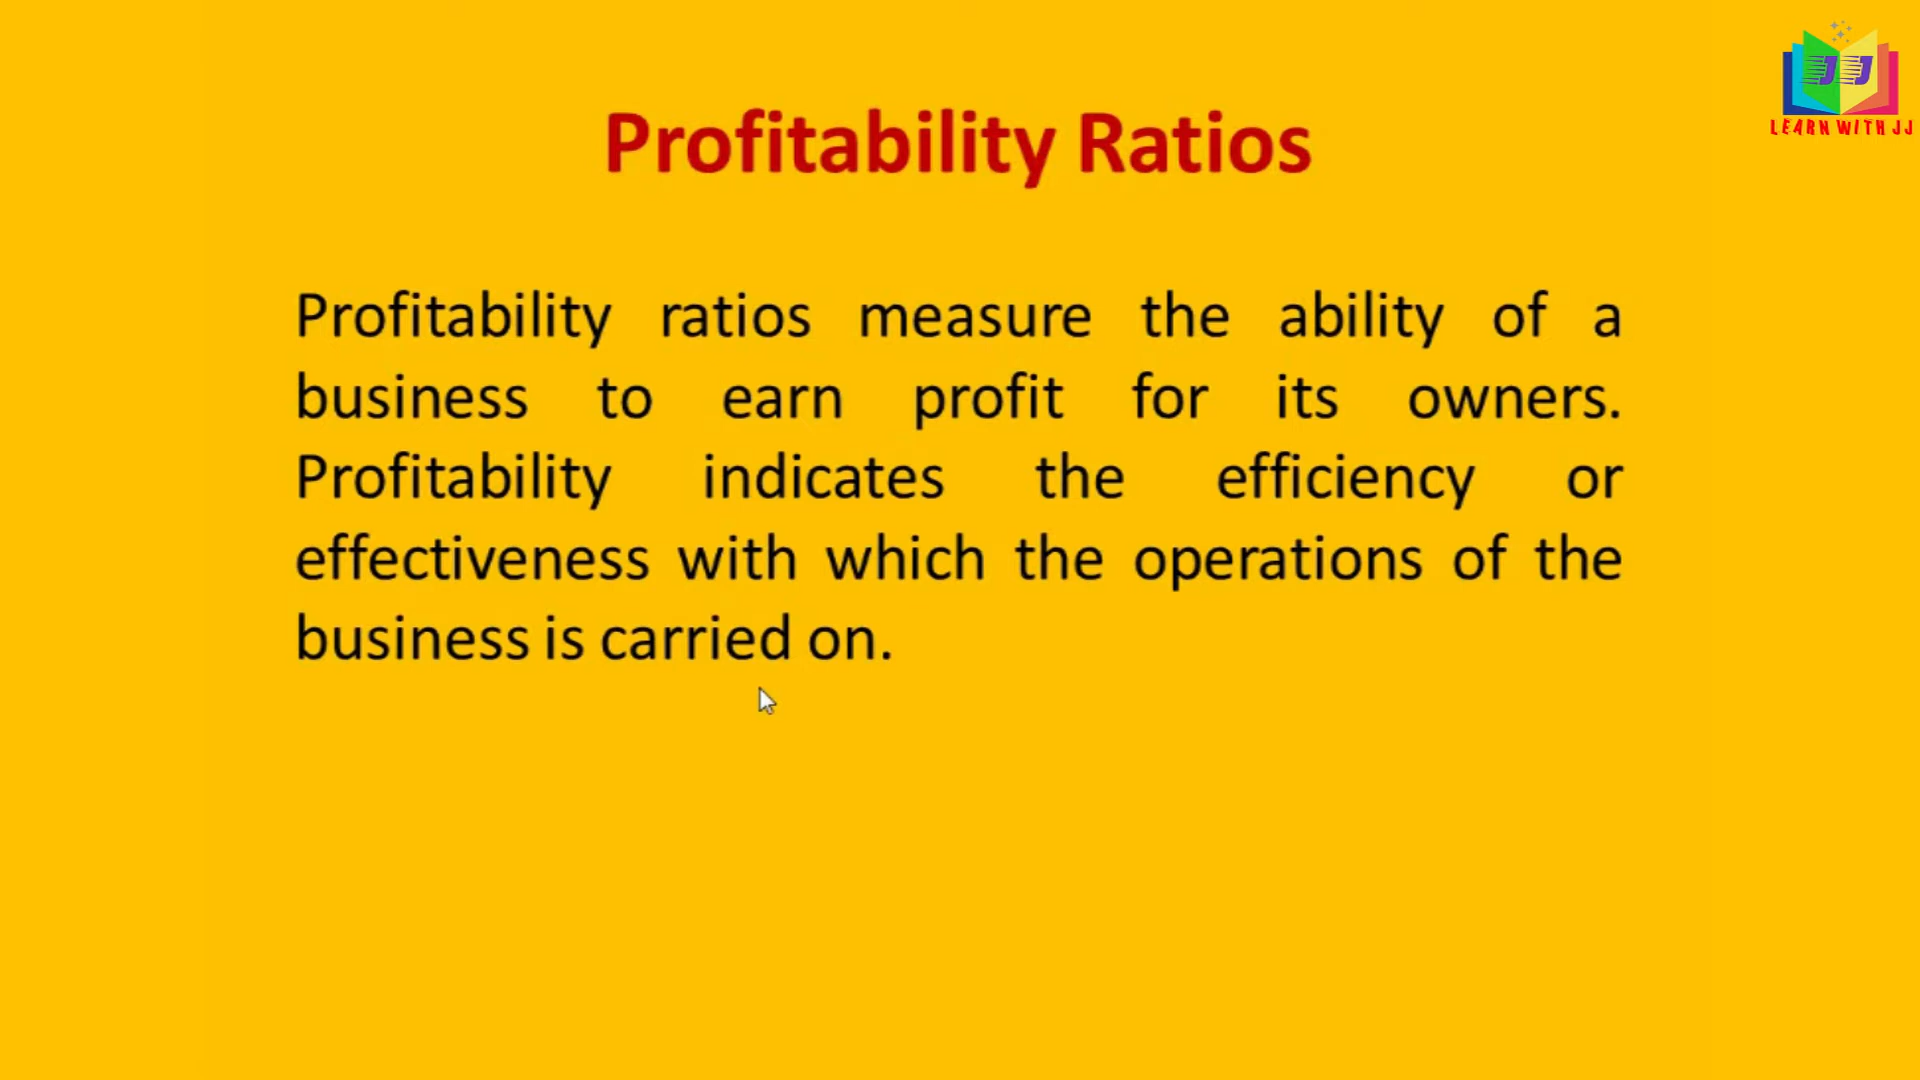 Profitability Ratios
JJ
LEARN WITH JJ
Profitability ratios measure the ability of a
business to earn profit for its owners.
Profitability indicates the efficiency or
effectiveness with which the operations of the
business is carried on.